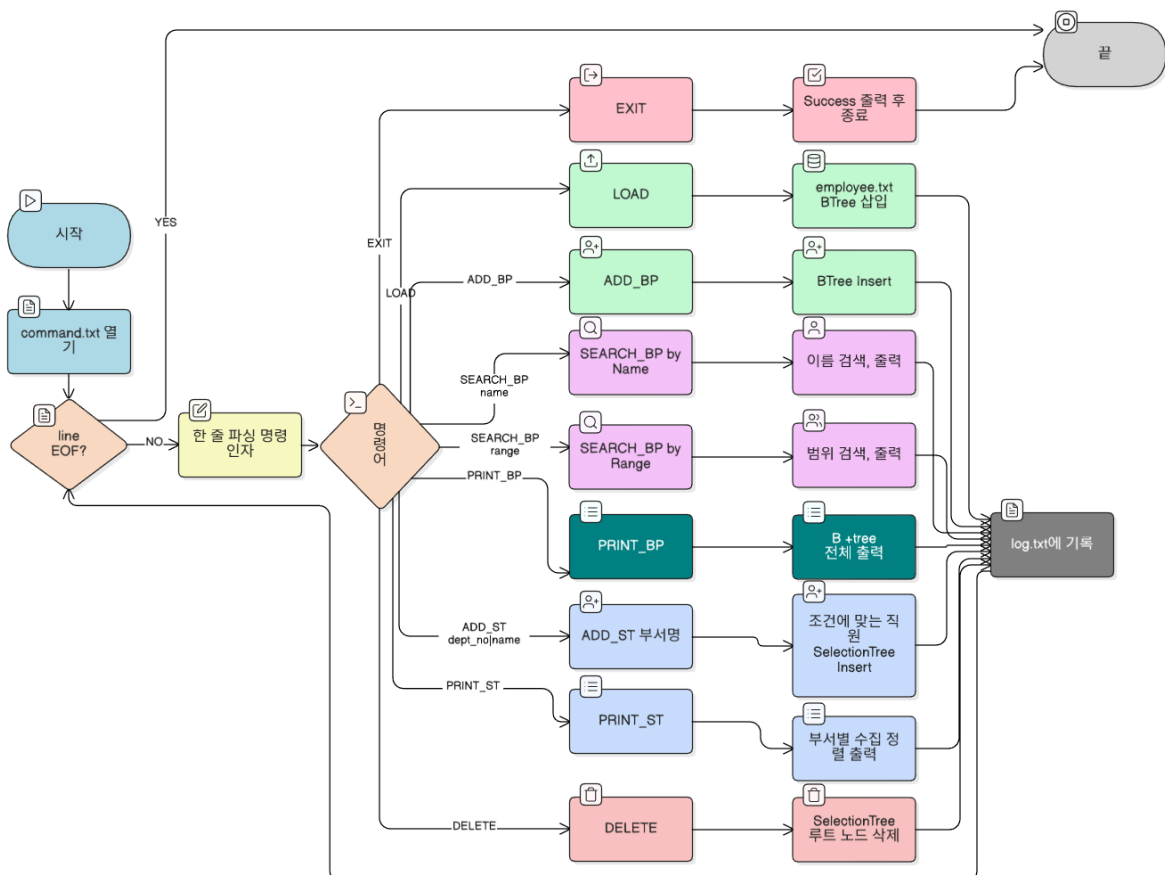 끝
EXIT
Success 출력 후
종료
LOAD
employee.txt
BTree 삽입
시작
YES
EXIT
LOAD
ADD_BP
ADD_BP
BTree Insert
command.txt 열
기
SEARCH_BP
name
SEARCH_BP by
Name
이름 검색, 출력
line
EOF?
NO
한 줄 파싱 명령
인자
명령어
SEARCH_BP
range
SEARCH_BP by
Range
범위 검색, 출력
PRINT_BP
PRINT_BP
B +tree
전체 출력
log.txt에 기록
ADD_ST
dept_no|name
ADD_ST 부서명
조건에 맞는 직
원
SelectionTree
Insert
PRINT_ST
PRINT_ST
부서별 수집 정
렬 출력
DELETE
DELETE
SelectionTree
루트 노드 삭제